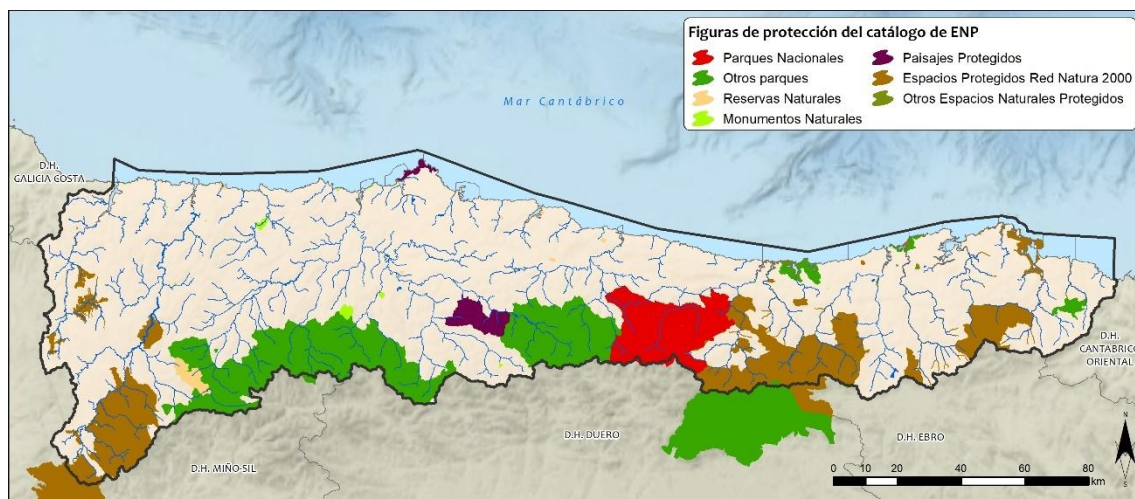 Figuras de protección del catálogo de ENP
Parques Nacionales
Otros parques
Reservas Naturales
Monumentos Naturales
Paisajes Protegidos
Espacios Protegidos Red Natura 2000
Otros Espacios Naturales Protegidos
Mar Cantábrico
D.H.
GALICIA COSTA
D.H.
CANTÁBRICO
ORIENTAL
D.H. DUERO
D.H. EBRO
D.H. MIÑO-SIL
N
S
0 10 20 40 60 80
km